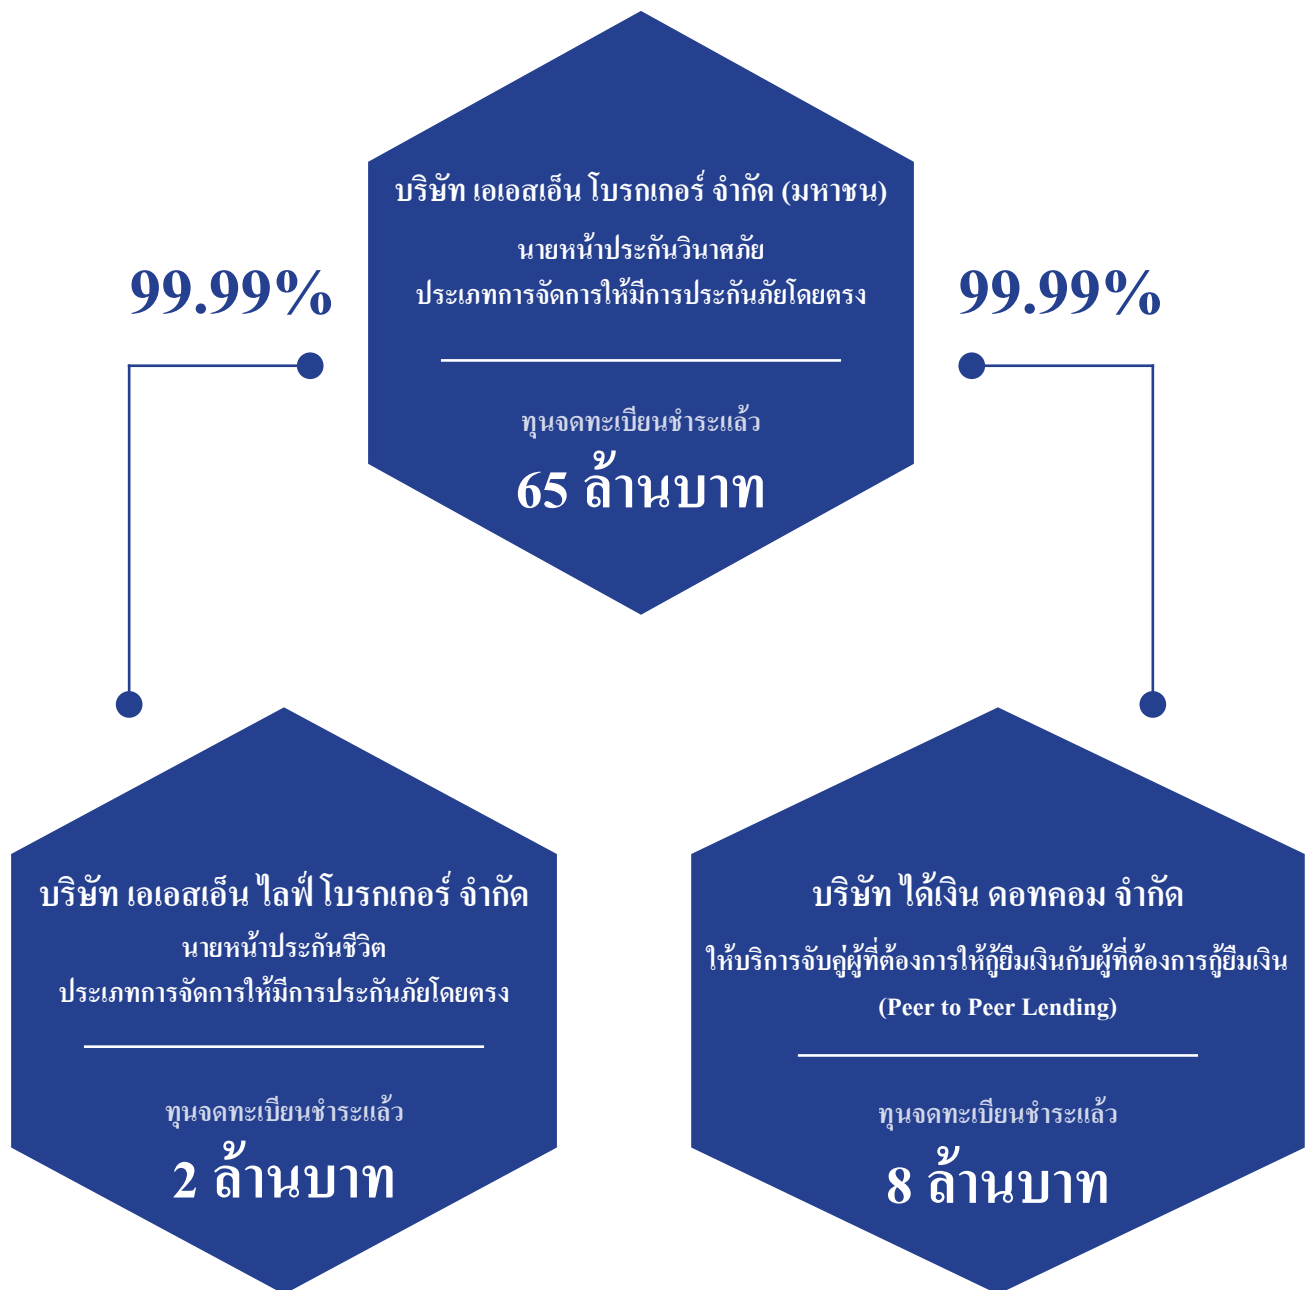 บริษัท เอเอสเอ็น โบรกเกอร์ จำกัด (มหาชน)
นายหน้าประกันวินาศภัย
ประเภทการจัดการให้มีการประกันภัยโดยตรง
99.99%
99.99%
ทุนจดทะเบียนชำระแล้ว
65 ล้านบาท
บริษัท เอเอสเอ็น ไลฟ์ โบรกเกอร์ จำกัด
นายหน้าประกันชีวิต
ประเภทการจัดการให้มีการประกันภัยโดยตรง
ทุนจดทะเบียนชำระแล้ว
2 ล้านบาท
บริษัท ได้เงิน ดอทคอม จำกัด
ให้บริการจับคู่ผู้ที่ต้องการให้กู้ยืมเงินกับผู้ที่ต้องการกู้ยืมเงิน
(Peer to Peer Lending)
ทุนจดทะเบียนชำระแล้ว
8 ล้านบาท